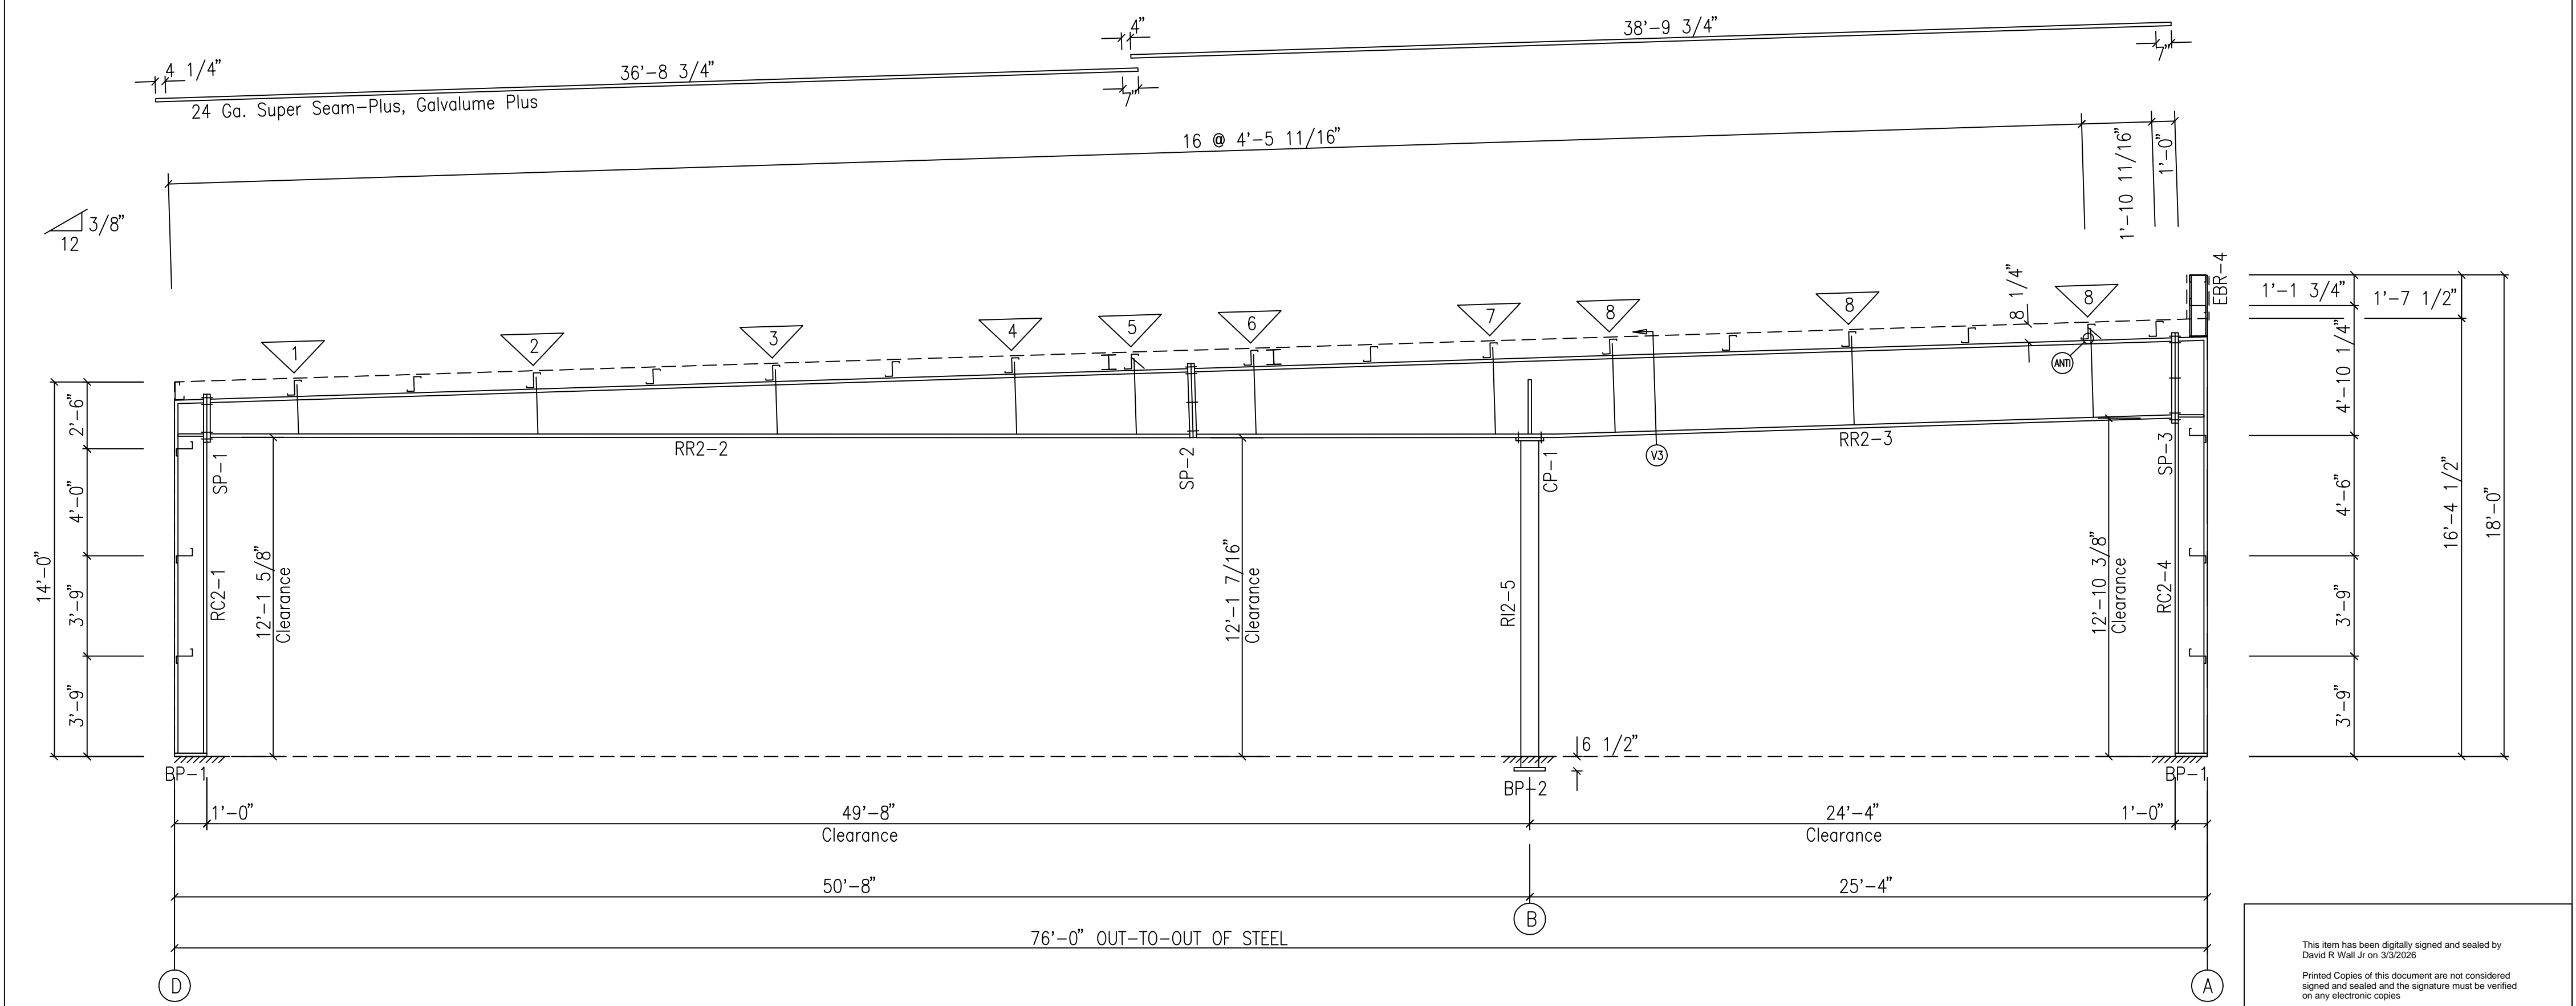 4 1/4"
36'-8 3/4"
4"
38'-9 3/4"
7"
7"
24 Ga. Super Seam-Plus, Galvalume Plus
16 @ 4'-5 11/16"
1'-10 11/16"
1'-0"
3/8"
12
1
2
3
4
5
6
7
8
8
8
8 1/4"
ANTI
V3
EBR-4
1'-1 3/4"
1'-7 1/2"
2'-6"
4'-0"
3'-9"
3'-9"
14'-0"
SP-1
RC2-1
12'-1 5/8"
Clearance
RR2-2
SP-2
12'-1 7/16"
Clearance
CP-1
RI2-5
RR2-3
SP-3
12'-10 3/8"
Clearance
RC2-4
4'-10 1/4"
4'-6"
3'-9"
3'-9"
16'-4 1/2"
18'-0"
BP-1
BP-2
6 1/2"
BP-1
1'-0"
49'-8"
Clearance
24'-4"
Clearance
1'-0"
50'-8"
25'-4"
B
76'-0" OUT-TO-OUT OF STEEL
D
A
This item has been digitally signed and sealed by
David R Wall Jr on 3/3/2026
Printed Copies of this document are not considered
signed and sealed and the signature must be verified
on any electronic copies